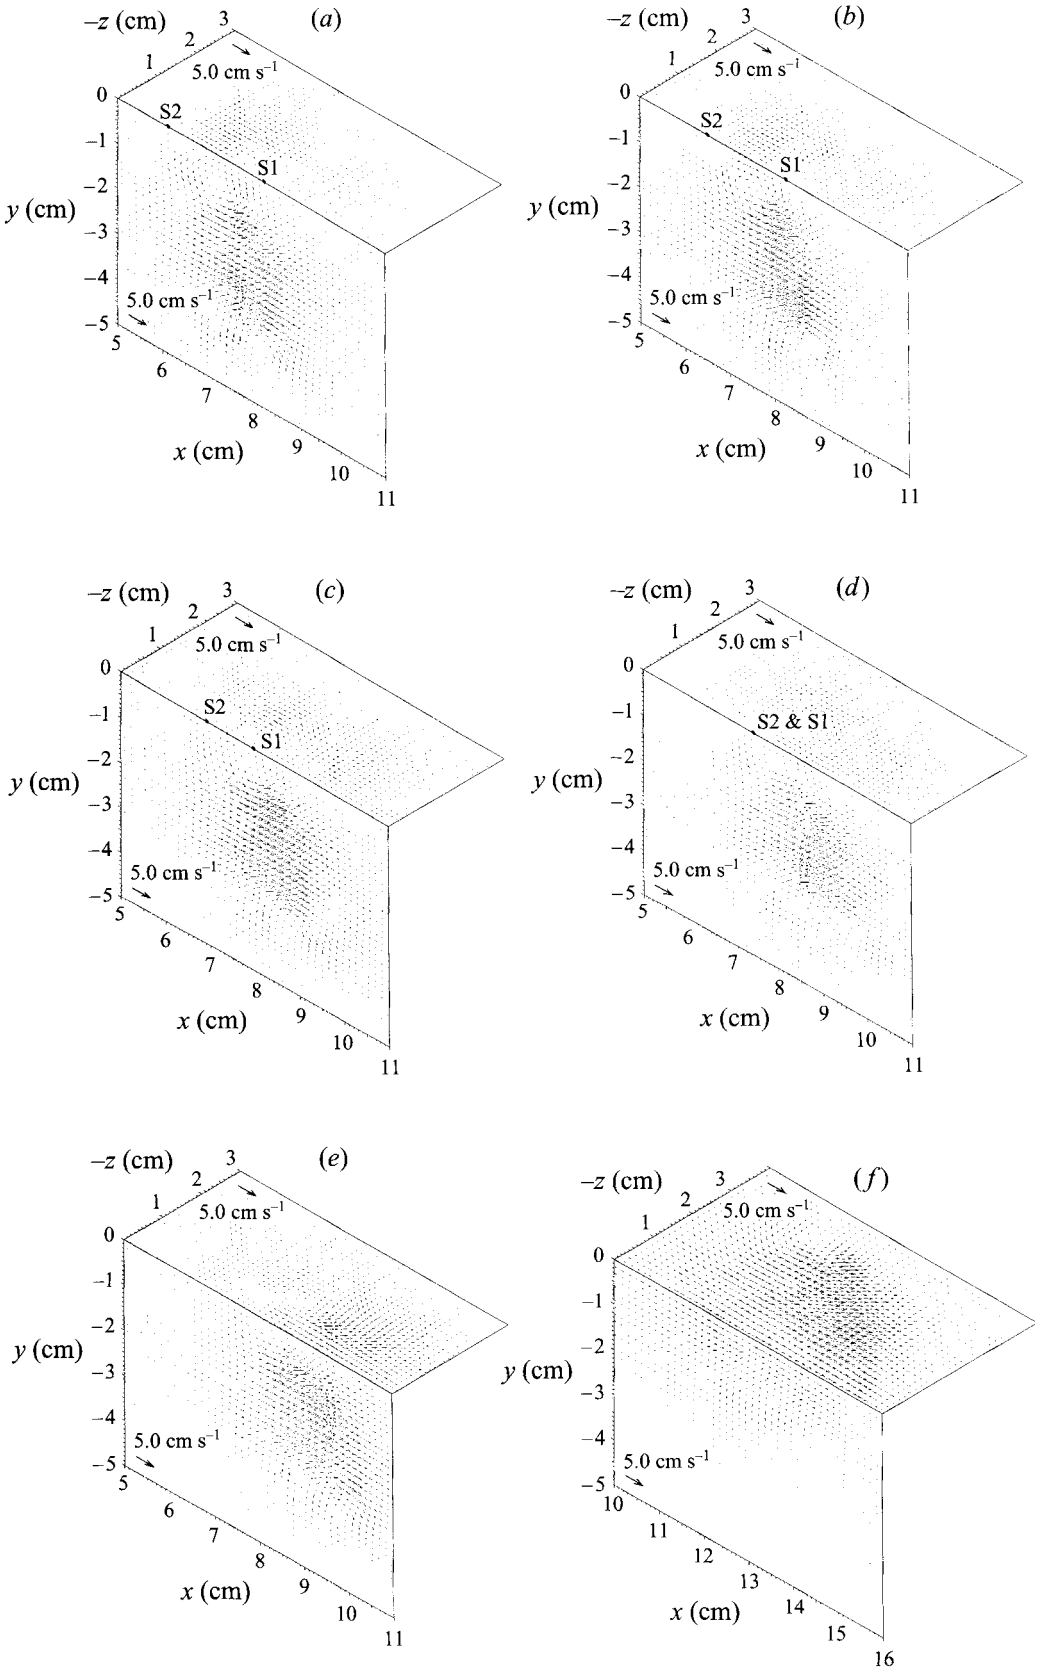 −z (cm)
3
(a)
2
1
5.0 cm s−1
0
S2
−1
S1
−2
y (cm)
−3
−4
5.0 cm s−1
−5
5
6
7
8
x (cm)
9
10
11
−z (cm)
3
(b)
2
1
5.0 cm s−1
0
S2
−1
S1
−2
y (cm)
−3
−4
5.0 cm s−1
−5
5
6
7
8
x (cm)
9
10
11
−z (cm)
3
(c)
2
1
5.0 cm s−1
0
S2
−1
S1
−2
y (cm)
−3
−4
5.0 cm s−1
−5
5
6
7
8
x (cm)
9
10
11
−z (cm)
3
(d)
2
1
5.0 cm s−1
0
−1
S2 & S1
−2
y (cm)
−3
−4
5.0 cm s−1
−5
5
6
7
8
x (cm)
9
10
11
−z (cm)
3
(e)
2
1
5.0 cm s−1
0
−1
−2
y (cm)
−3
−4
5.0 cm s−1
−5
5
6
7
8
x (cm)
9
10
11
−z (cm)
3
(f)
2
1
5.0 cm s−1
0
−1
−2
y (cm)
−3
−4
5.0 cm s−1
−5
10
11
12
13
x (cm)
14
15
16